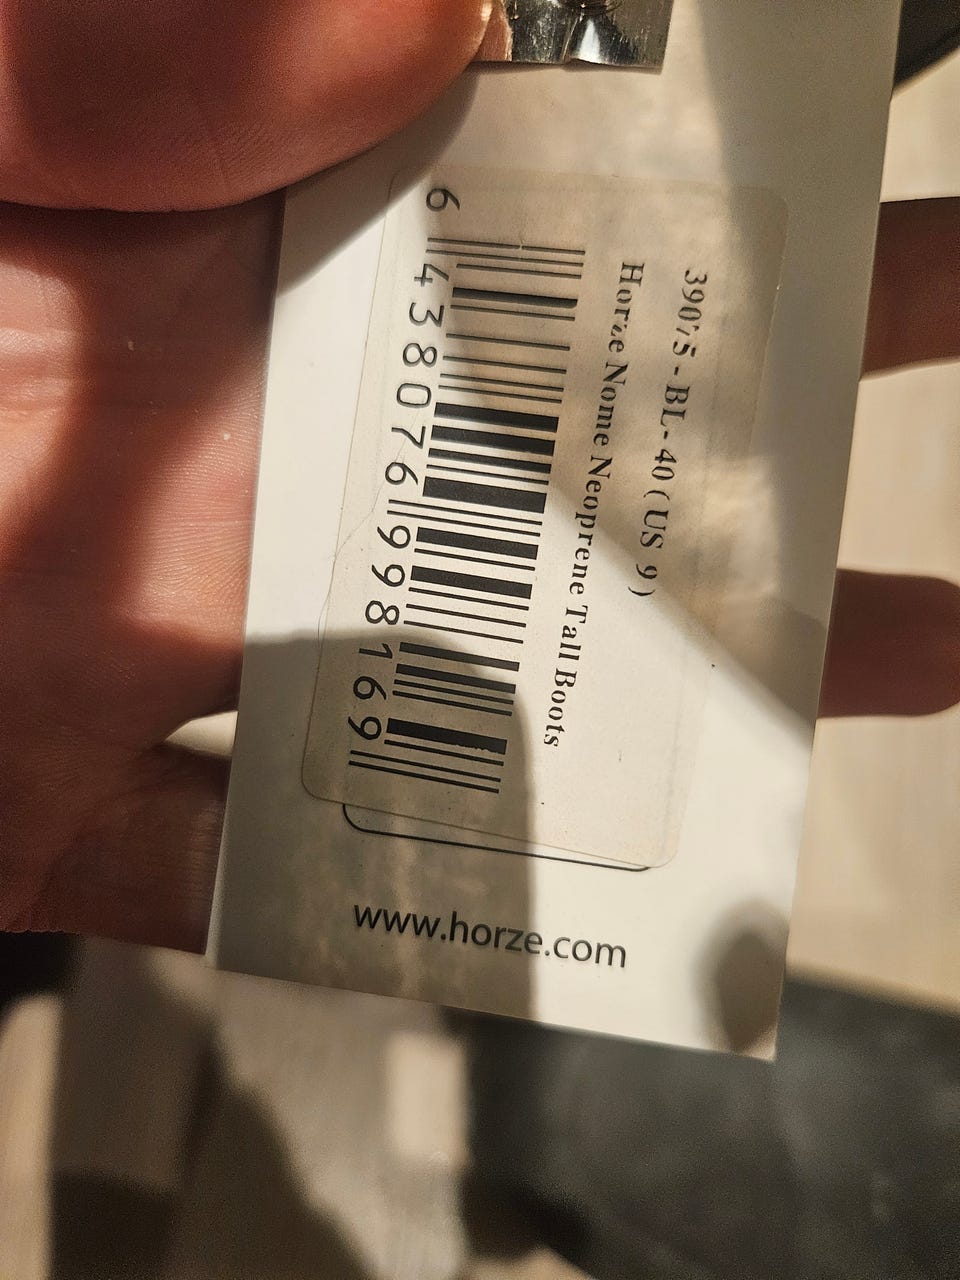 39075 - BL- 40 ( US 9 )
Horze Nome Neoprene Tall Boots
6 438076 998169
www.horze.com